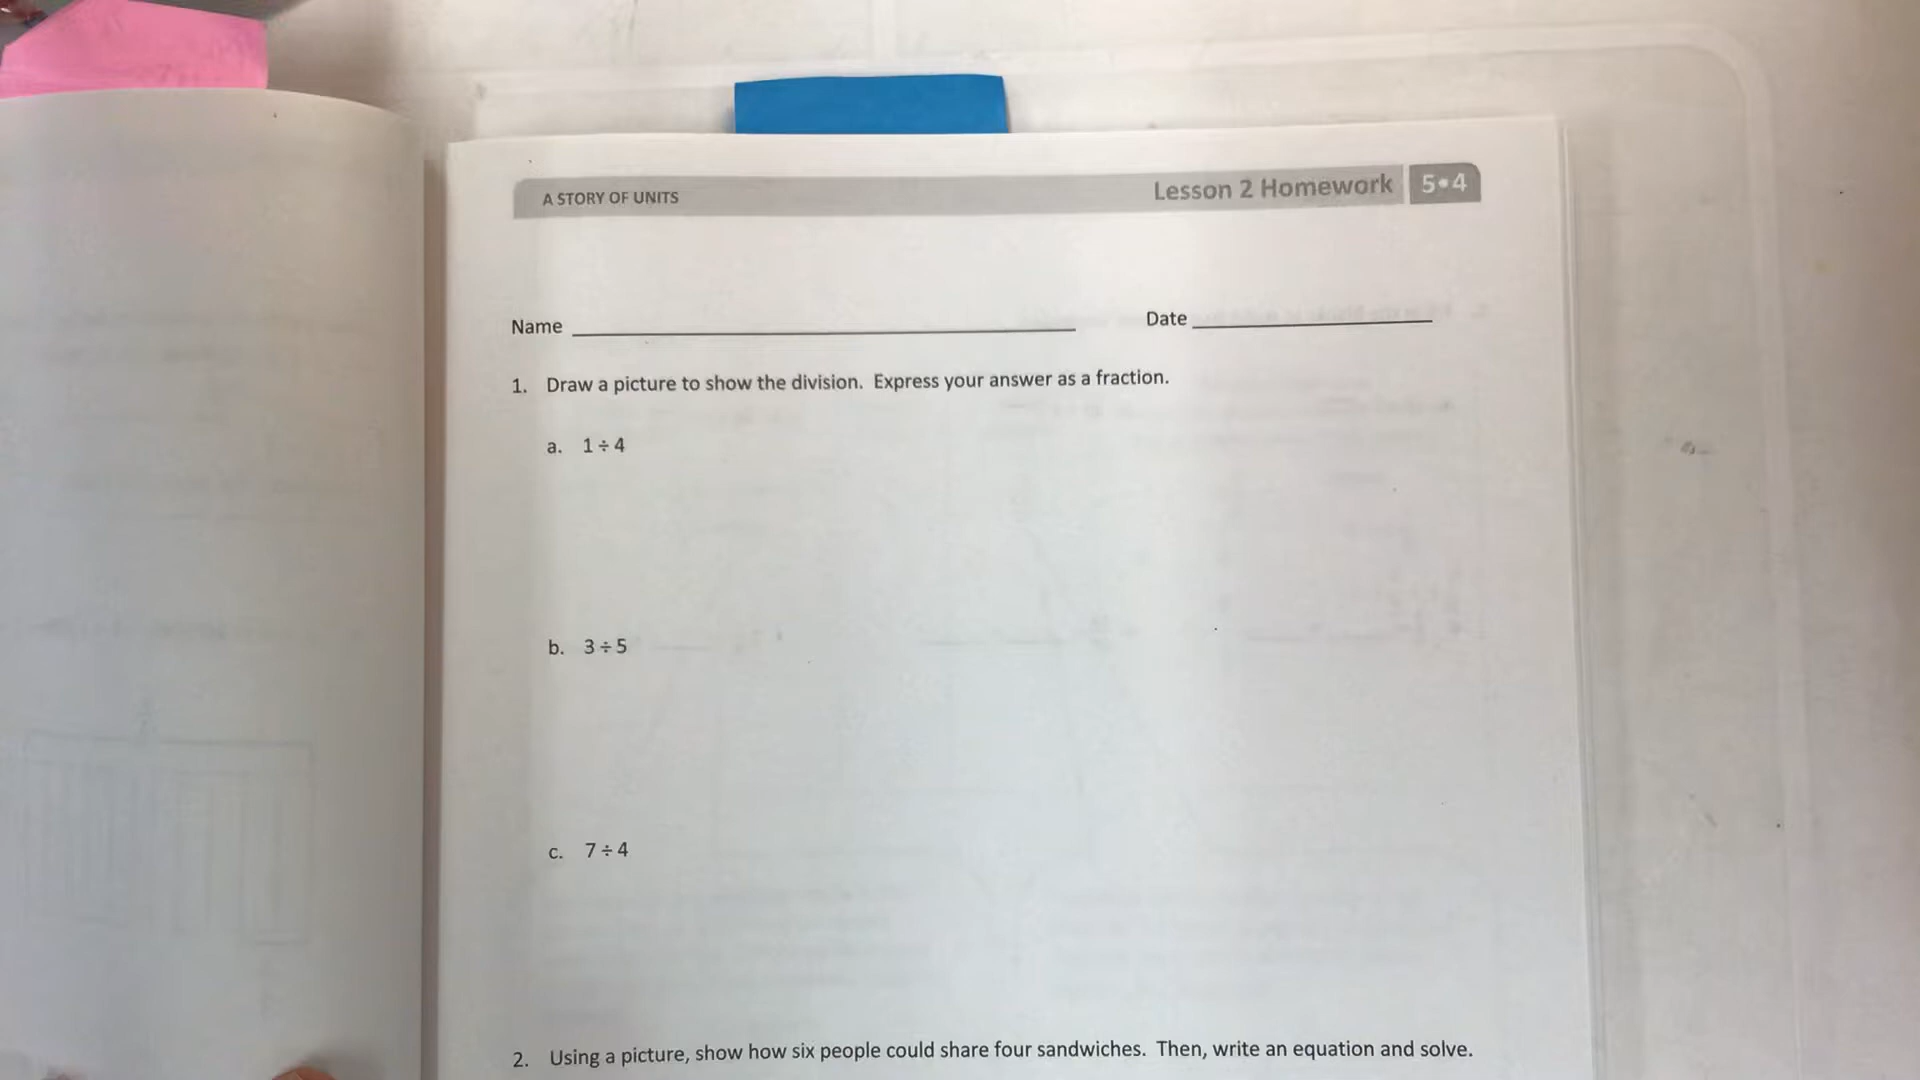 A STORY OF UNITS
Lesson 2 Homework 5•4
Name
Date
1. Draw a picture to show the division. Express your answer as a fraction.
a. 1 ÷ 4
b. 3 ÷ 5
c. 7 ÷ 4
2. Using a picture, show how six people could share four sandwiches. Then, write an equation and solve.